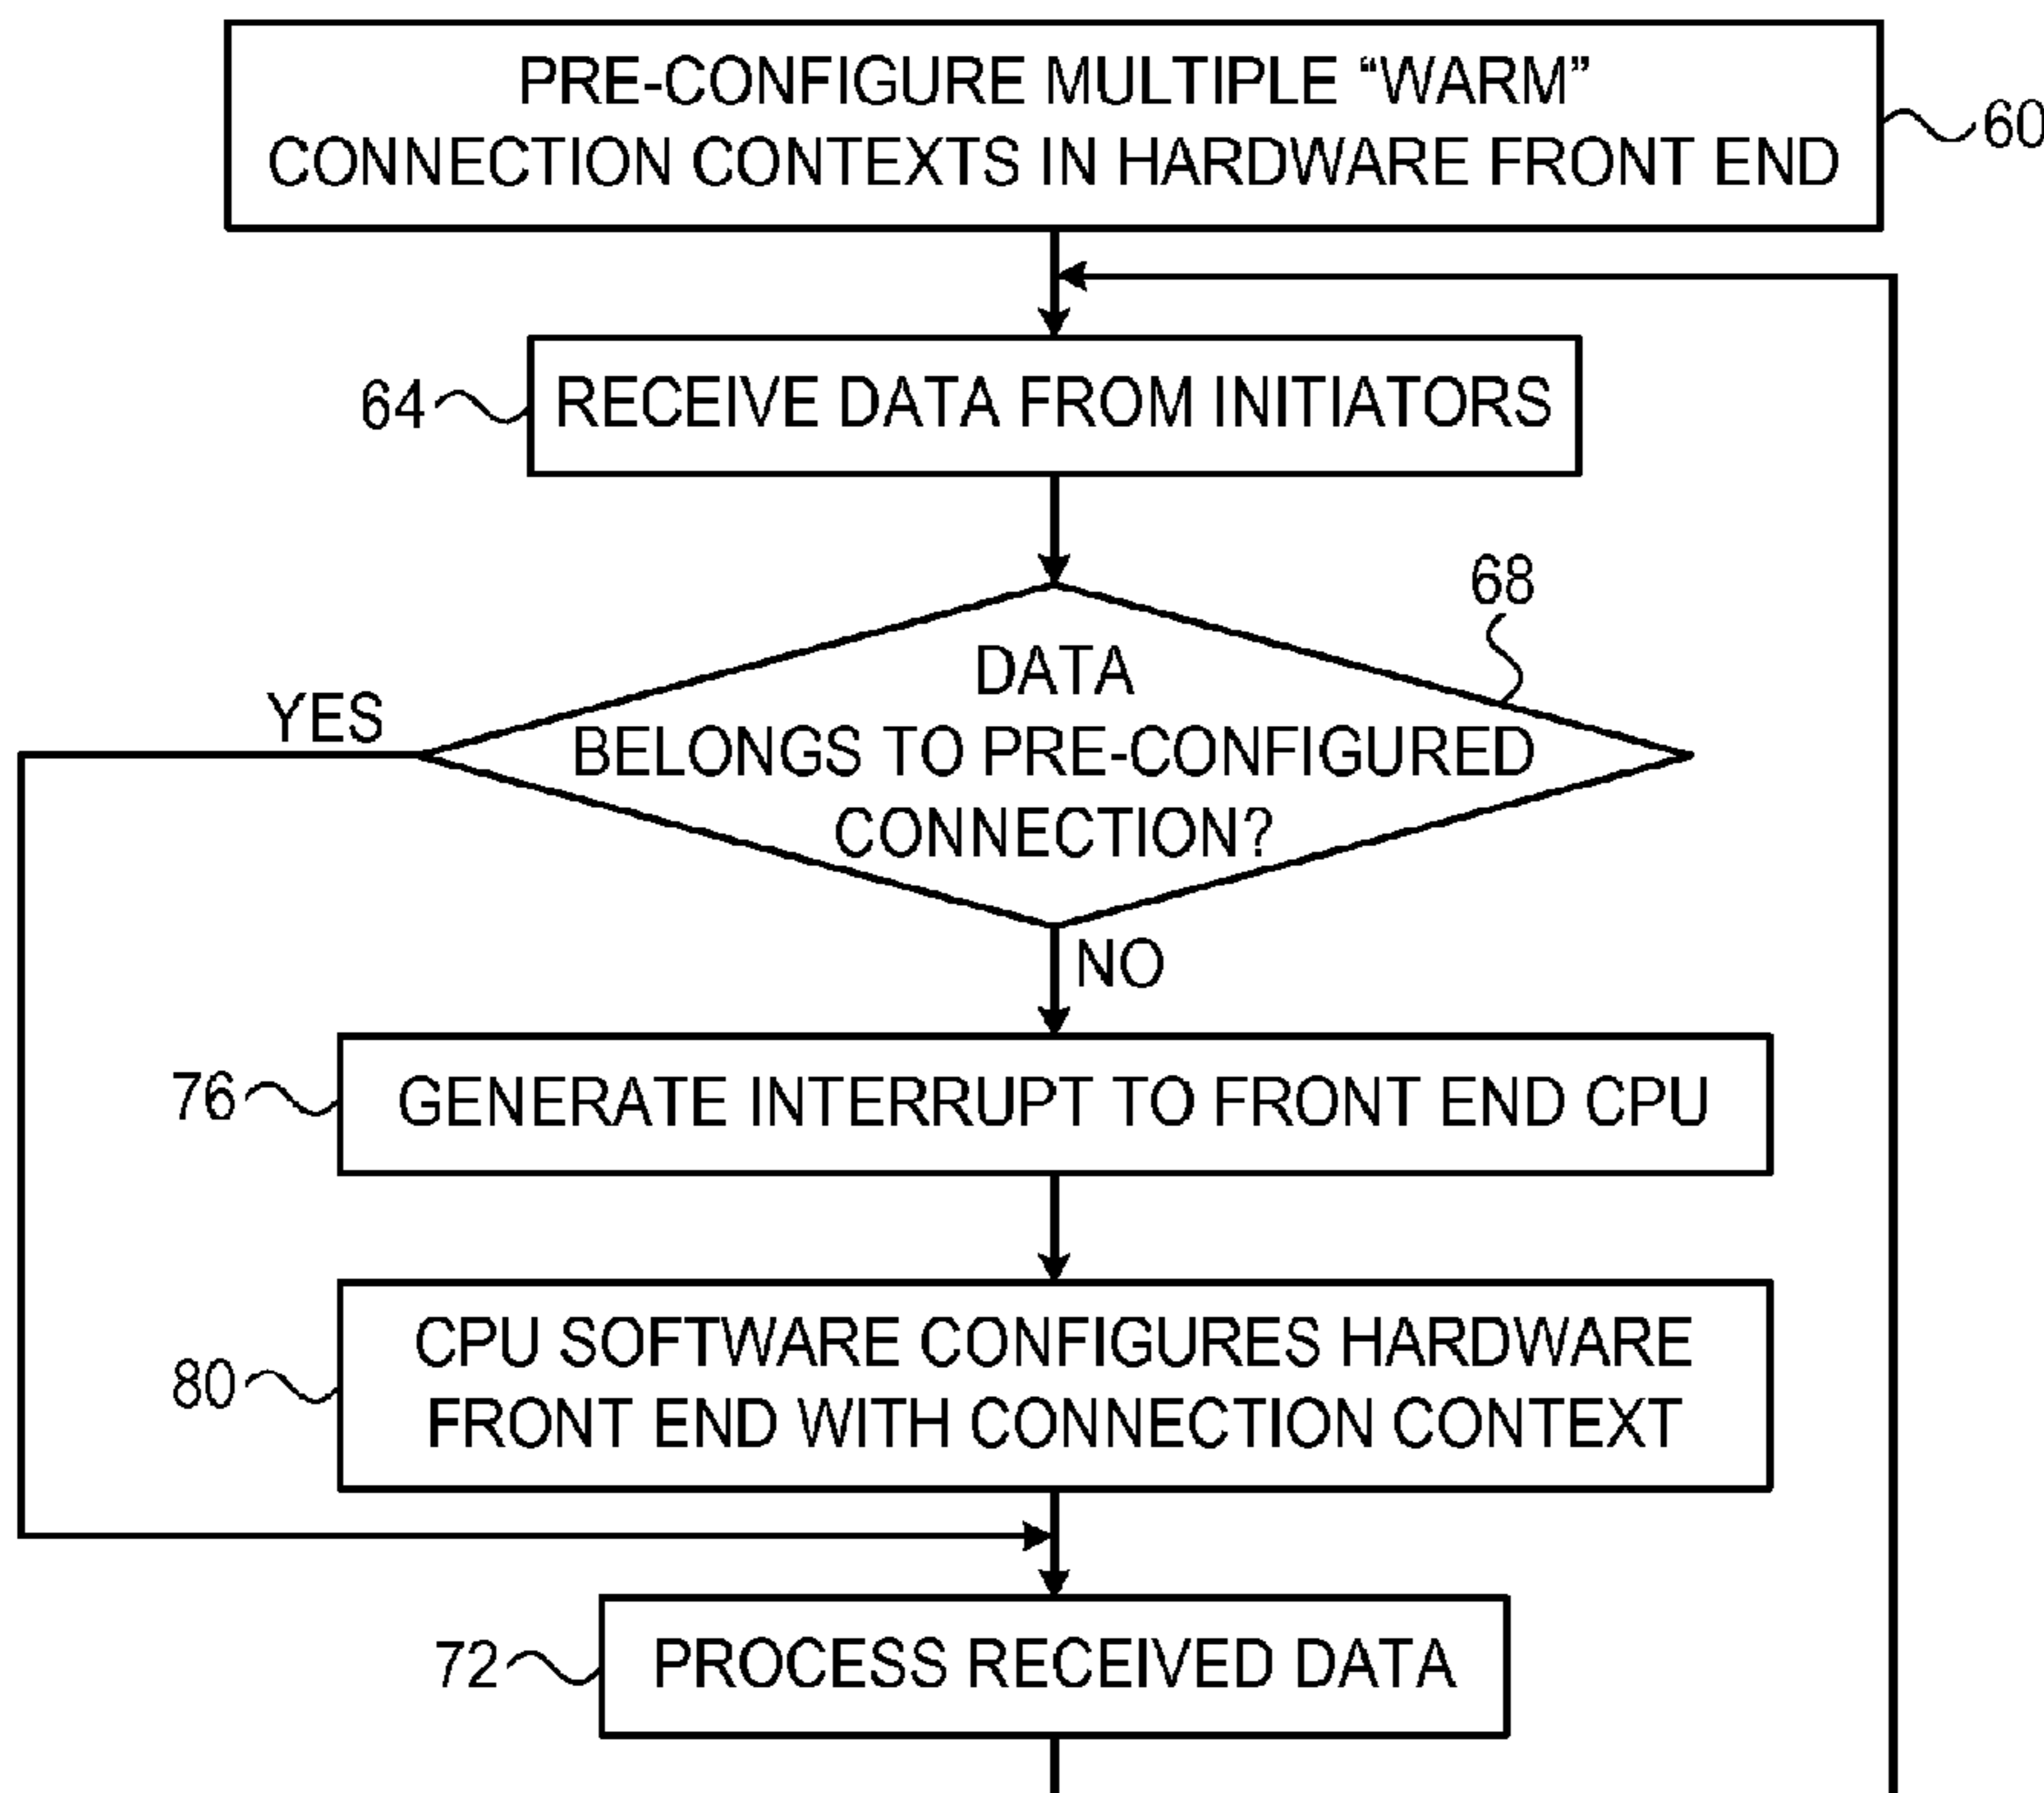 PRE-CONFIGURE MULTIPLE “WARM”
CONNECTION CONTEXTS IN HARDWARE FRONT END
60
RECEIVE DATA FROM INITIATORS
64
68
DATA
BELONGS TO PRE-CONFIGURED
CONNECTION?
YES
NO
76
GENERATE INTERRUPT TO FRONT END CPU
CPU SOFTWARE CONFIGURES HARDWARE
FRONT END WITH CONNECTION CONTEXT
80
72
PROCESS RECEIVED DATA